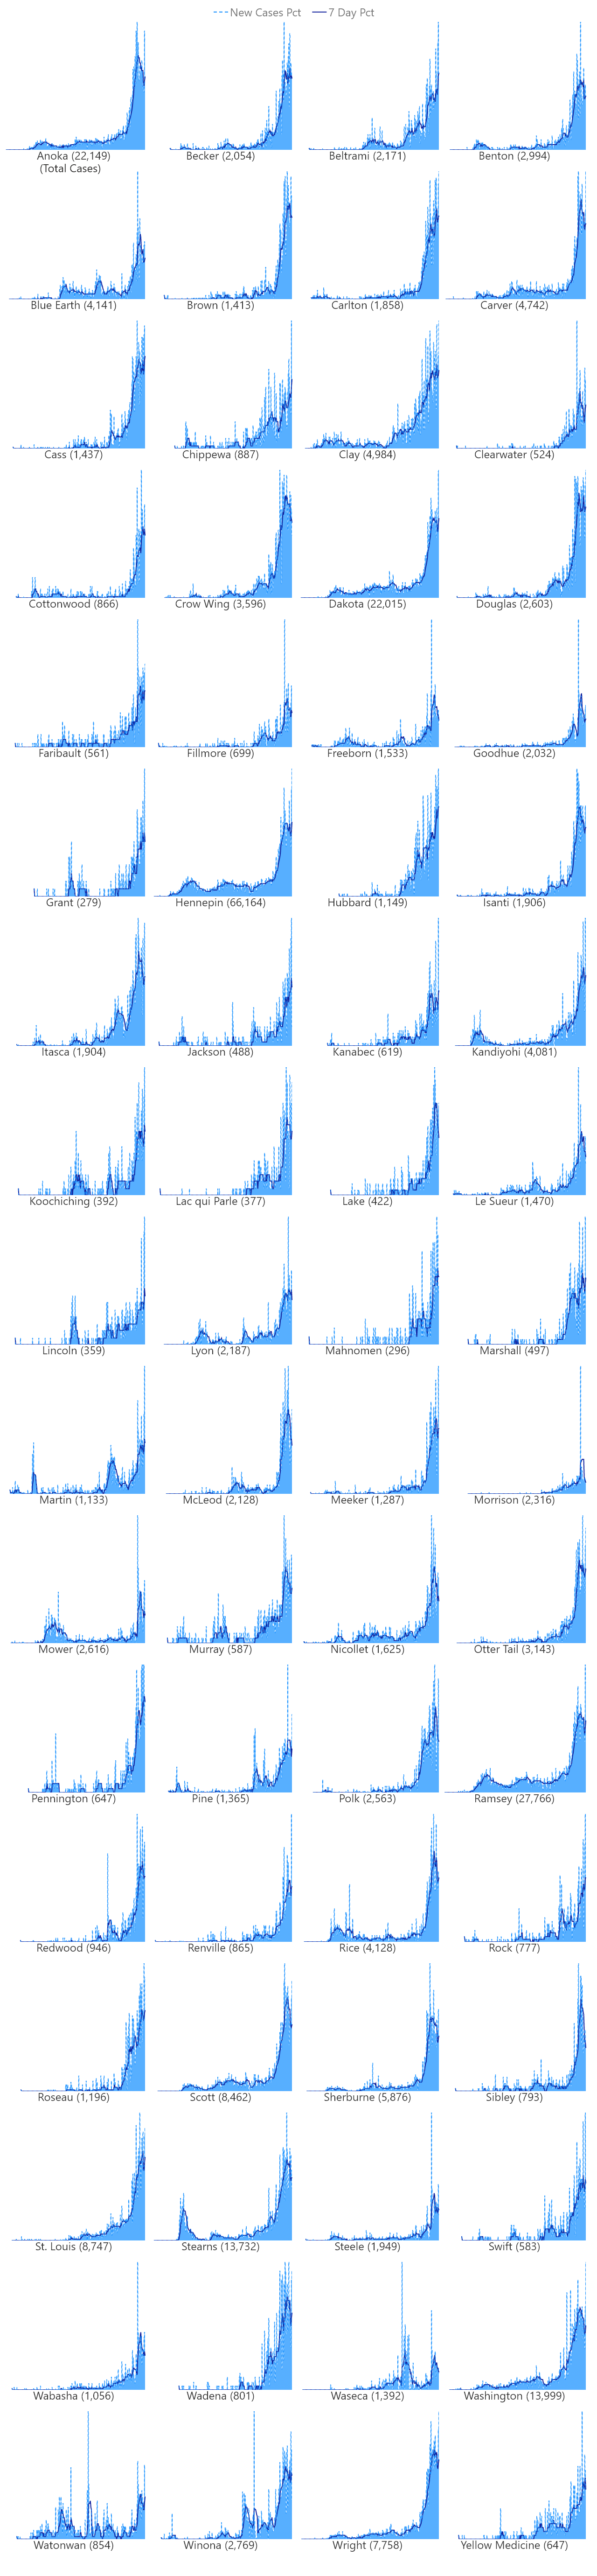 New Cases Pct 7 Day Pct
Anoka (22,149) Becker (2,054) Beltrami (2,171) Benton (2,994)
(Total Cases)
Blue Earth (4,141) Brown (1,413) Carlton (1,858) Carver (4,742)
Cass (1,437) Chippewa (887) Clay (4,984) Clearwater (524)
Cottonwood (866) Crow Wing (3,596) Dakota (22,015) Douglas (2,603)
Faribault (561) Fillmore (699) Freeborn (1,533) Goodhue (2,032)
Grant (279) Hennepin (66,164) Hubbard (1,149) Isanti (1,906)
Itasca (1,904) Jackson (488) Kanabec (619) Kandiyohi (4,081)
Koochiching (392) Lac qui Parle (377) Lake (422) Le Sueur (1,470)
Lincoln (359) Lyon (2,187) Mahnomen (296) Marshall (497)
Martin (1,133) McLeod (2,128) Meeker (1,287) Morrison (2,316)
Mower (2,616) Murray (587) Nicollet (1,625) Otter Tail (3,143)
Pennington (647) Pine (1,365) Polk (2,563) Ramsey (27,766)
Redwood (946) Renville (865) Rice (4,128) Rock (777)
Roseau (1,196) Scott (8,462) Sherburne (5,876) Sibley (793)
St. Louis (8,747) Stearns (13,732) Steele (1,949) Swift (583)
Wabasha (1,056) Wadena (801) Waseca (1,392) Washington (13,999)
Watonwan (854) Winona (2,769) Wright (7,758) Yellow Medicine (647)